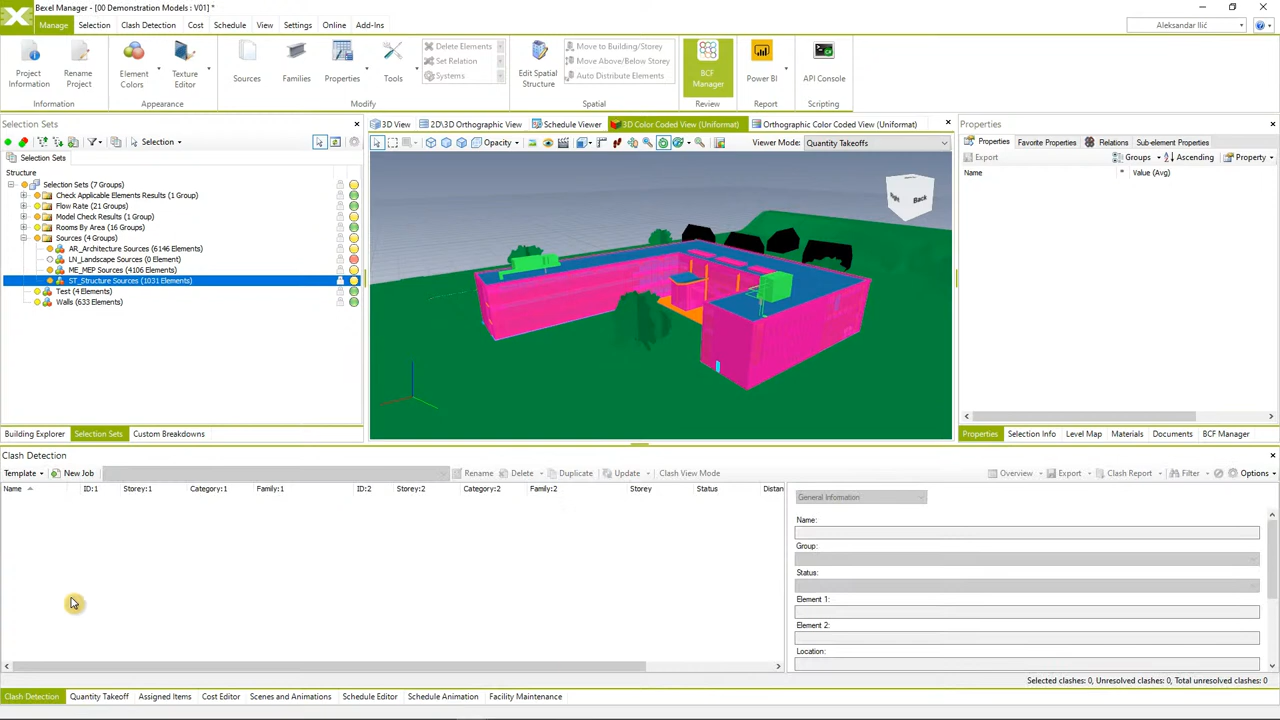 Bexel Manager - [00 Demonstration Models : V01] *
Manage Selection Clash Detection Cost Schedule View Settings Online Add-Ins
Aleksandar Ilić
Project Information
Rename Project
Information
Element Colors
Texture Editor
Appearance
Sources
Families
Properties
Tools
Delete Elements
Set Relation
Systems
Modify
Edit Spatial Structure
Move to Building/Storey
Move Above/Below Storey
Auto Distribute Elements
Spatial
BCF Manager
Review
Power BI
Report
API Console
Scripting
Selection Sets
Selection
Selection Sets
Structure
Selection Sets (7 Groups)
Check Applicable Elements Results (1 Group)
Flow Rate (21 Groups)
Model Check Results (1 Group)
Rooms By Area (16 Groups)
Sources (4 Groups)
AR_Architecture Sources (6146 Elements)
LN_Landscape Sources (0 Element)
ME_MEP Sources (4106 Elements)
ST_Structure Sources (1031 Elements)
Test (4 Elements)
Walls (633 Elements)
Building Explorer Selection Sets Custom Breakdowns
3D View 2D\3D Orthographic View Schedule Viewer 3D Color Coded View (Uniformat) Orthographic Color Coded View (Uniformat)
Opacity Viewer Mode: Quantity Takeoffs
Right Back
Properties
Properties Favorite Properties Relations Sub-element Properties
Export Groups Ascending Property
Name * Value (Avg)
Properties Selection Info Level Map Materials Documents BCF Manager
Clash Detection
Template New Job Rename Delete Duplicate Update Clash View Mode Overview Export Clash Report Filter Options
Name ID:1 Storey:1 Category:1 Family:1 ID:2 Storey:2 Category:2 Family:2 Storey Status Distan
General Information
Name:
Group:
Status:
Element 1:
Element 2:
Location:
Selected clashes: 0, Unresolved clashes: 0, Total unresolved clashes: 0
Clash Detection Quantity Takeoff Assigned Items Cost Editor Scenes and Animations Schedule Editor Schedule Animation Facility Maintenance